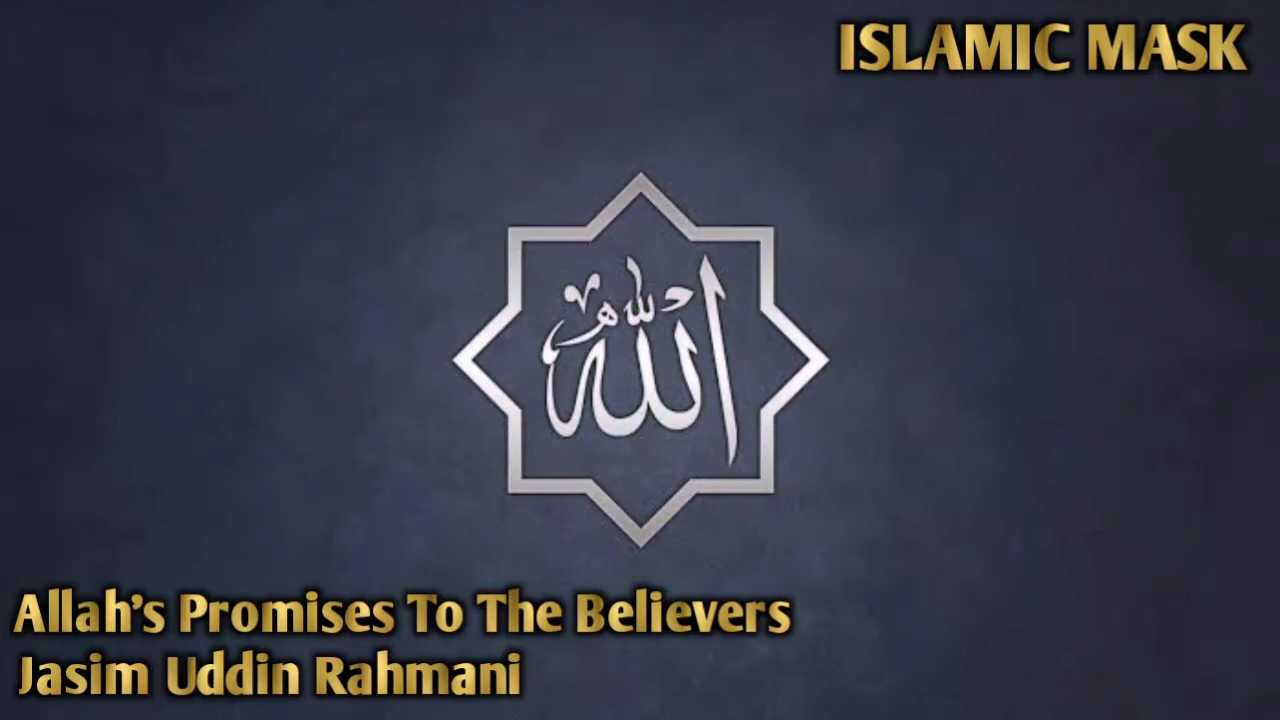 ISLAMIC MASK
الله
Allah's Promises To The Believers
Jasim Uddin Rahmani